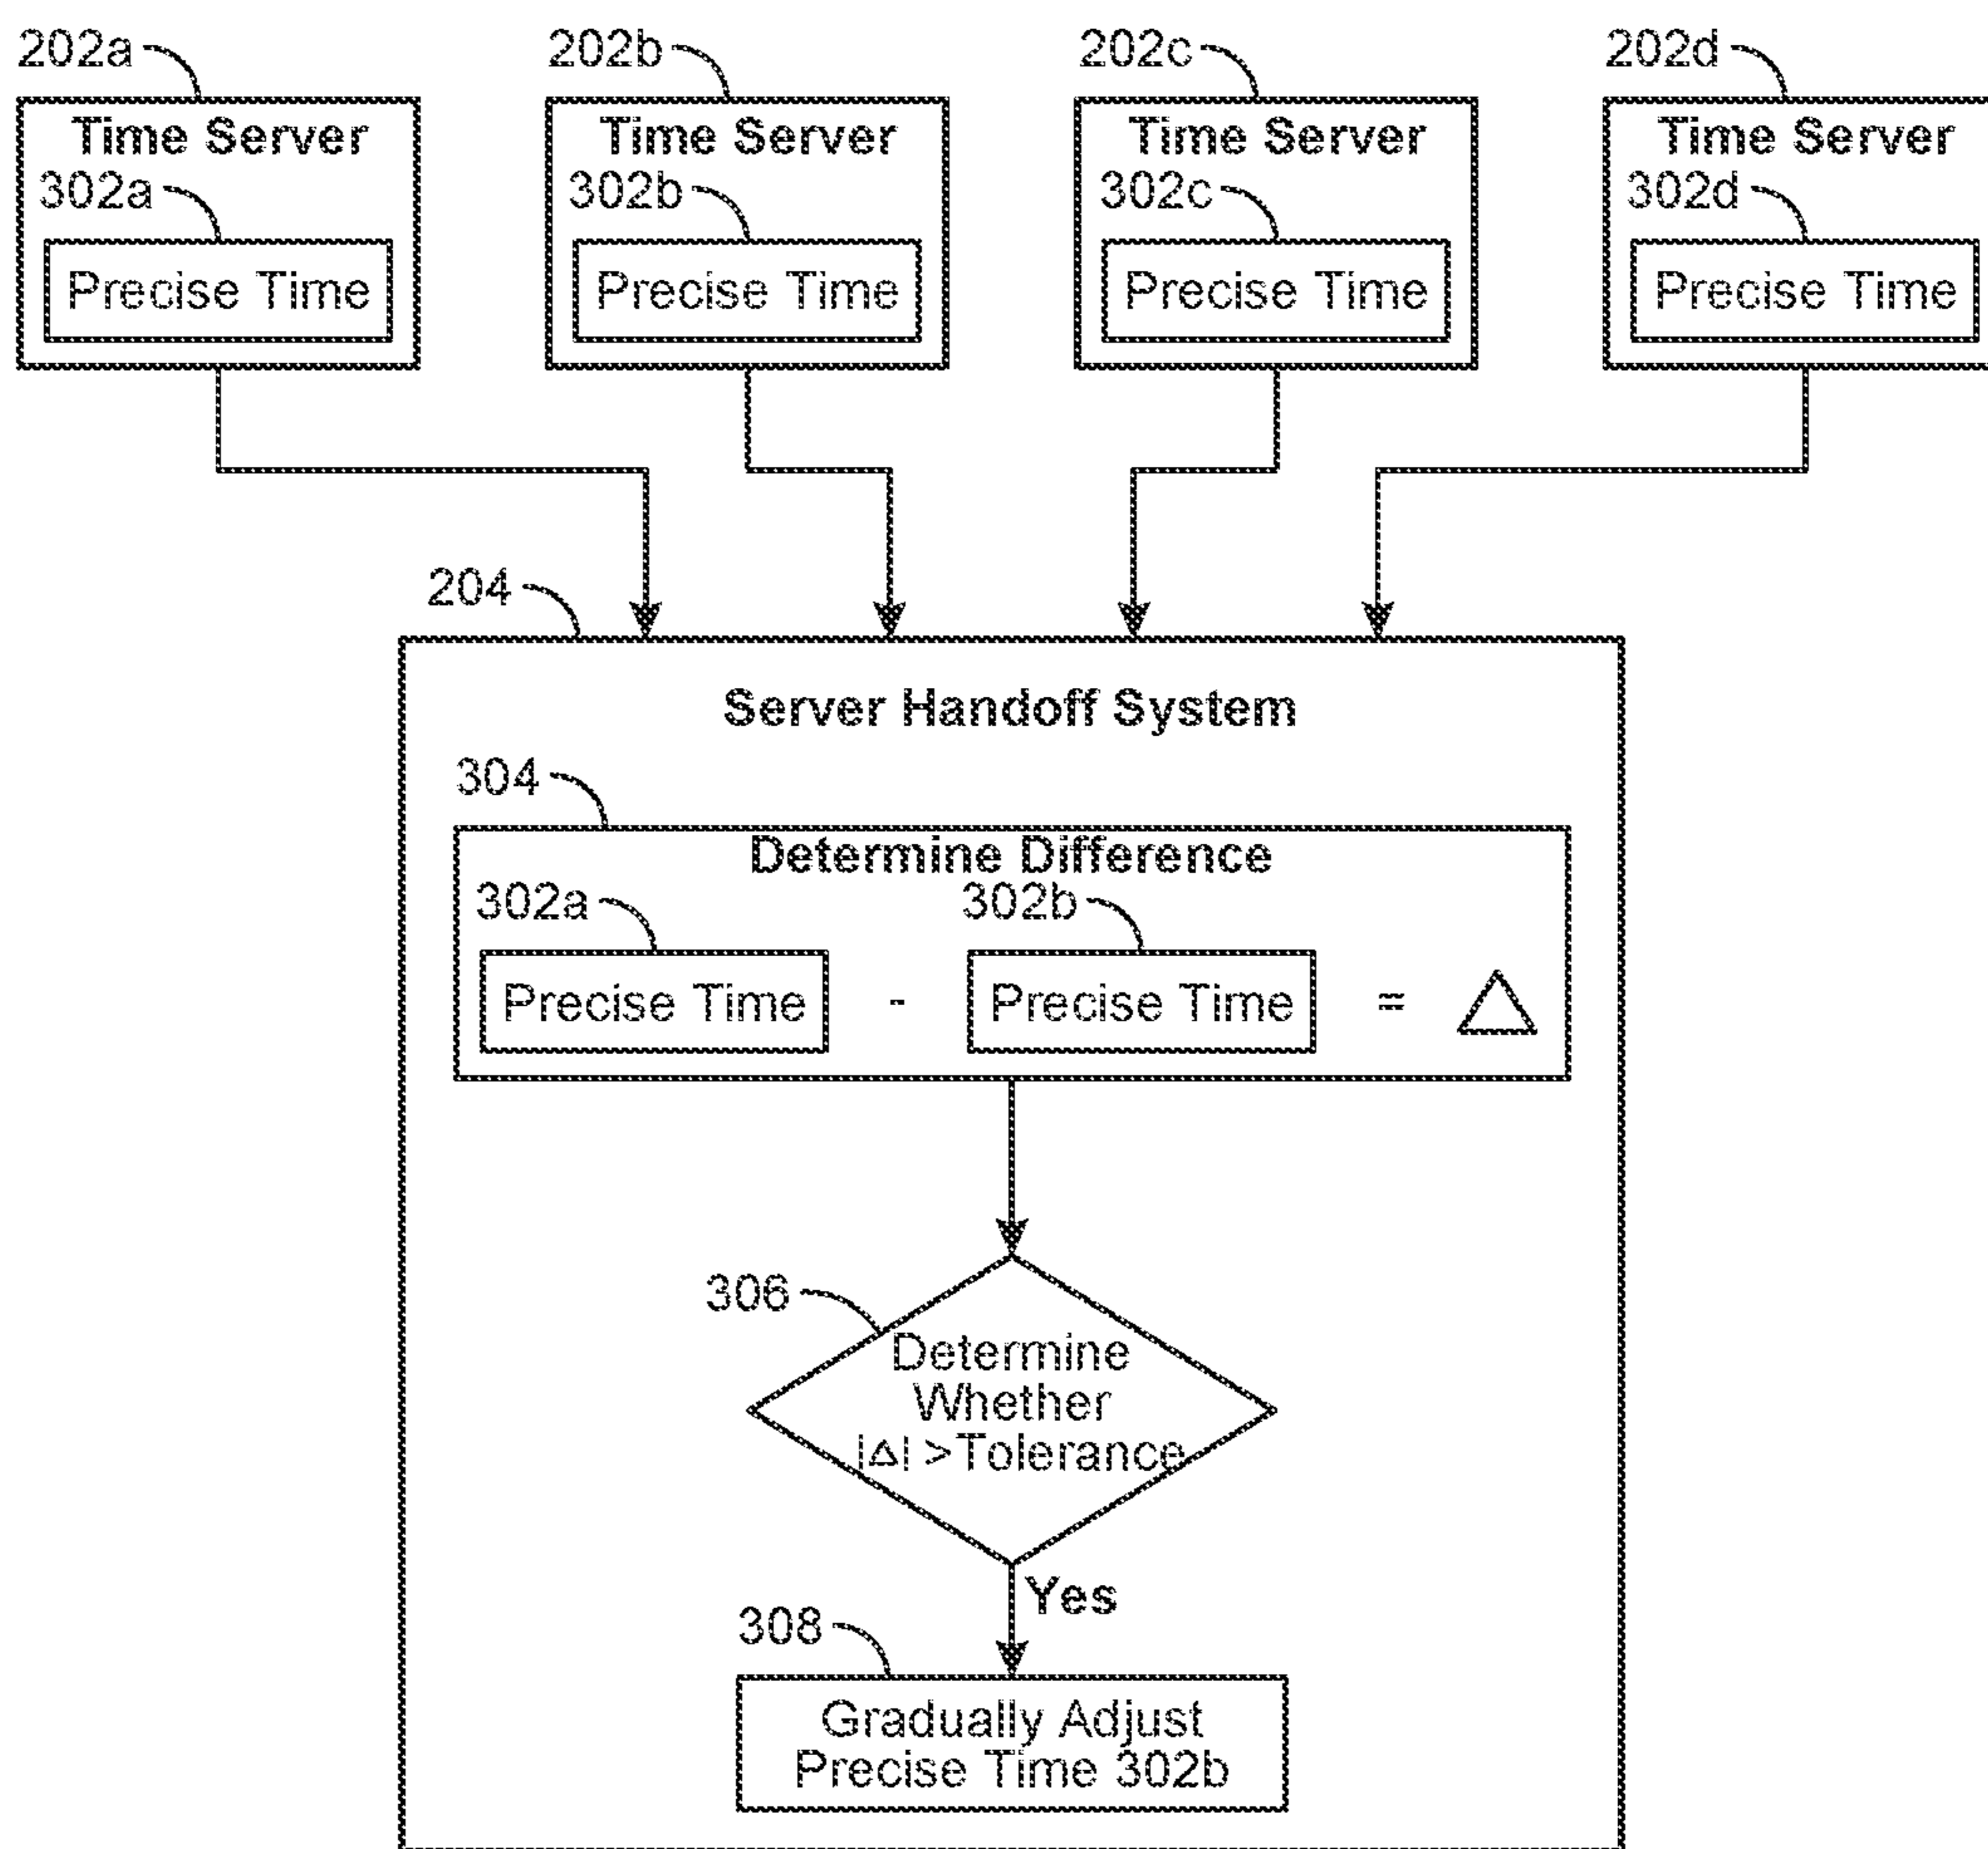 202a
202b
202c
202d
Time Server
Time Server
Time Server
Time Server
302a
302b
302c
302d
Precise Time
Precise Time
Precise Time
Precise Time
204
Server Handoff System
304
Determine Difference
302a
302b
Precise Time - Precise Time = △
306
Determine
Whether
|△| >Tolerance
Yes
308
Gradually Adjust
Precise Time 302b